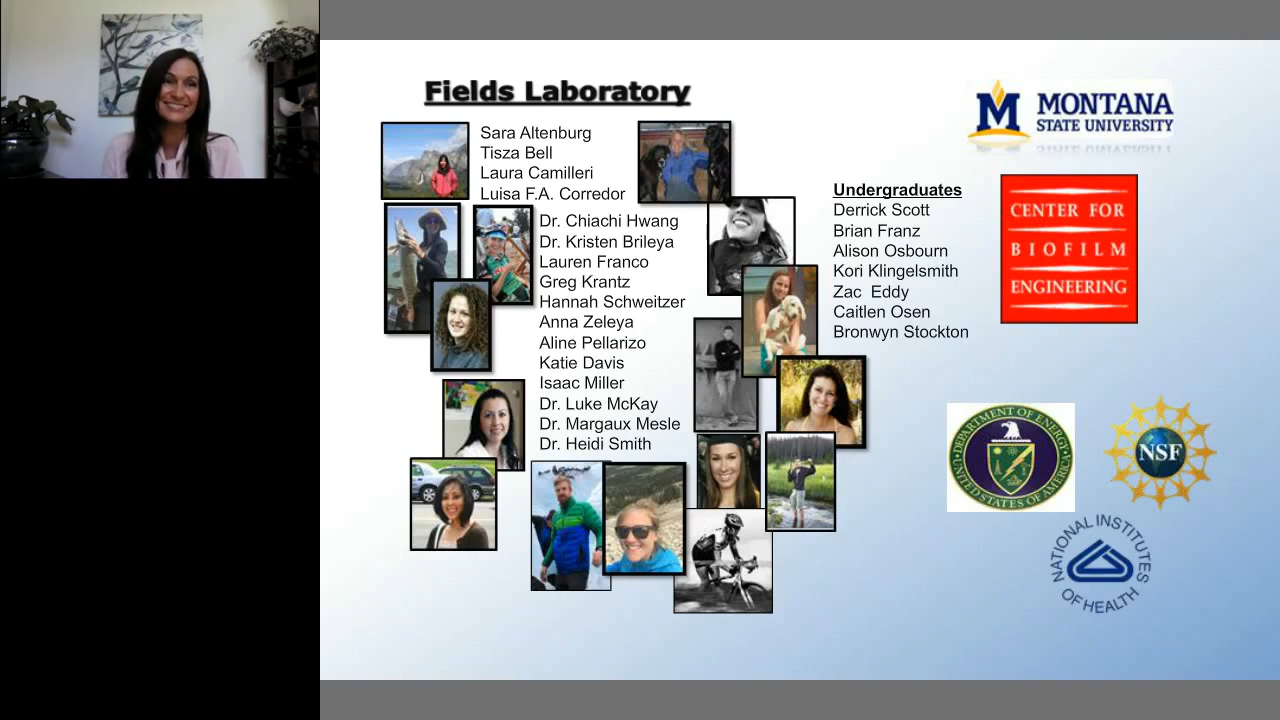 Fields Laboratory
Sara Altenburg
Tisza Bell
Laura Camilleri
Luisa F.A. Corredor
Dr. Chiachi Hwang
Dr. Kristen Brileya
Lauren Franco
Greg Krantz
Hannah Schweitzer
Anna Zeleya
Aline Pellarizo
Katie Davis
Isaac Miller
Dr. Luke McKay
Dr. Margaux Mesle
Dr. Heidi Smith
Undergraduates
Derrick Scott
Brian Franz
Alison Osbourn
Kori Klingelsmith
Zac Eddy
Caitlen Osen
Bronwyn Stockton
M MONTANA
STATE UNIVERSITY
CENTER FOR
BIOFILM
ENGINEERING
DEPARTMENT OF ENERGY
UNITED STATES OF AMERICA
NSF
NATIONAL INSTITUTES
OF HEALTH